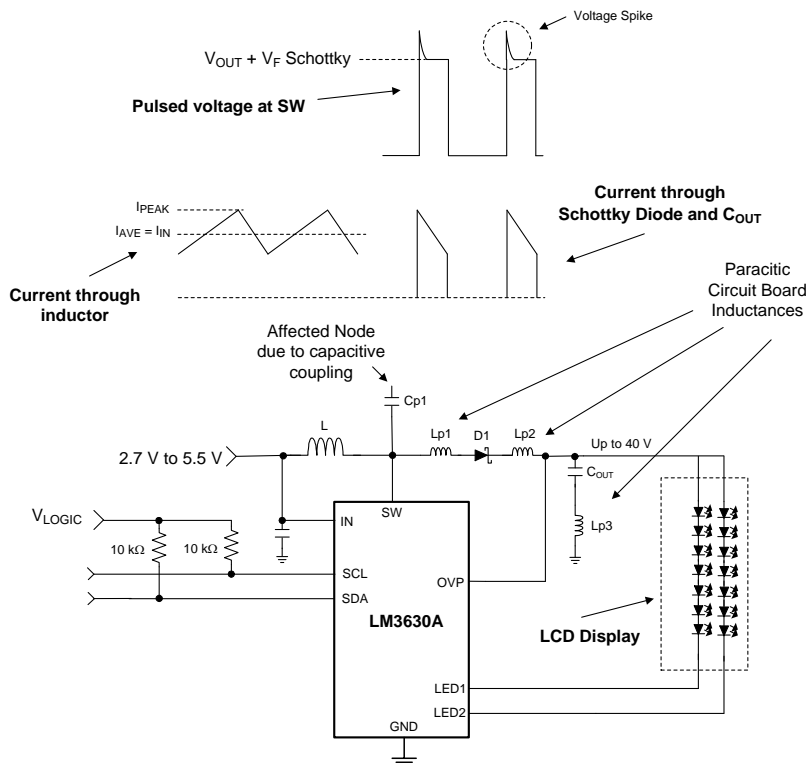 Voltage Spike
VOUT + VF Schottky
Pulsed voltage at SW
IPEAK
IAVE = IIN
Current through
Schottky Diode and COUT
Current through
inductor
Paracitic
Circuit Board
Inductances
Affected Node
due to capacitive
coupling
Cp1
L
Lp1
D1
Lp2
Up to 40 V
2.7 V to 5.5 V
COUT
SW
IN
VLOGIC
Lp3
10 kΩ
10 kΩ
SCL
OVP
SDA
LM3630A
LCD Display
LED1
LED2
GND